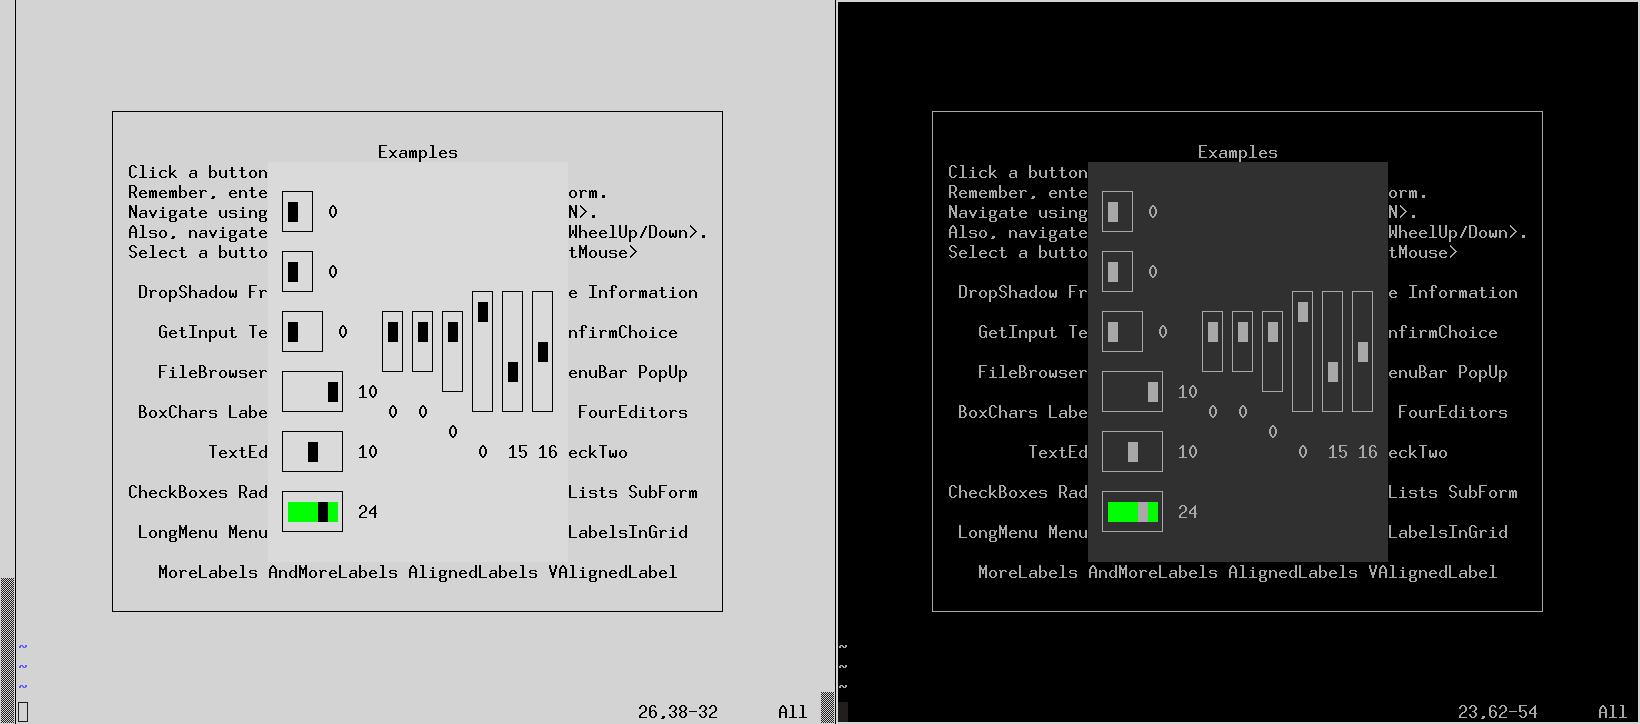 Examples
Click a button
Remember, ente orm.
Navigate using 0 N>.
Also, navigate WheelUp/Down>.
Select a butto tMouse>
0
DropShadow Fr e Information
GetInput Te 0 nfirmChoice
FileBrowser enuBar PopUp
10
BoxChars Labe 0 0 FourEditors
0
TextEd 10 0 15 16 eckTwo
CheckBoxes Rad Lists SubForm
24
LongMenu Menu LabelsInGrid
MoreLabels AndMoreLabels AlignedLabels VAlignedLabel
~
~
~
26,38-32 All
Examples
Click a button
Remember, ente orm.
Navigate using 0 N>.
Also, navigate WheelUp/Down>.
Select a butto tMouse>
0
DropShadow Fr e Information
GetInput Te 0 nfirmChoice
FileBrowser enuBar PopUp
10
BoxChars Labe 0 0 FourEditors
0
TextEd 10 0 15 16 eckTwo
CheckBoxes Rad Lists SubForm
24
LongMenu Menu LabelsInGrid
MoreLabels AndMoreLabels AlignedLabels VAlignedLabel
~
~
~
23,62-54 All